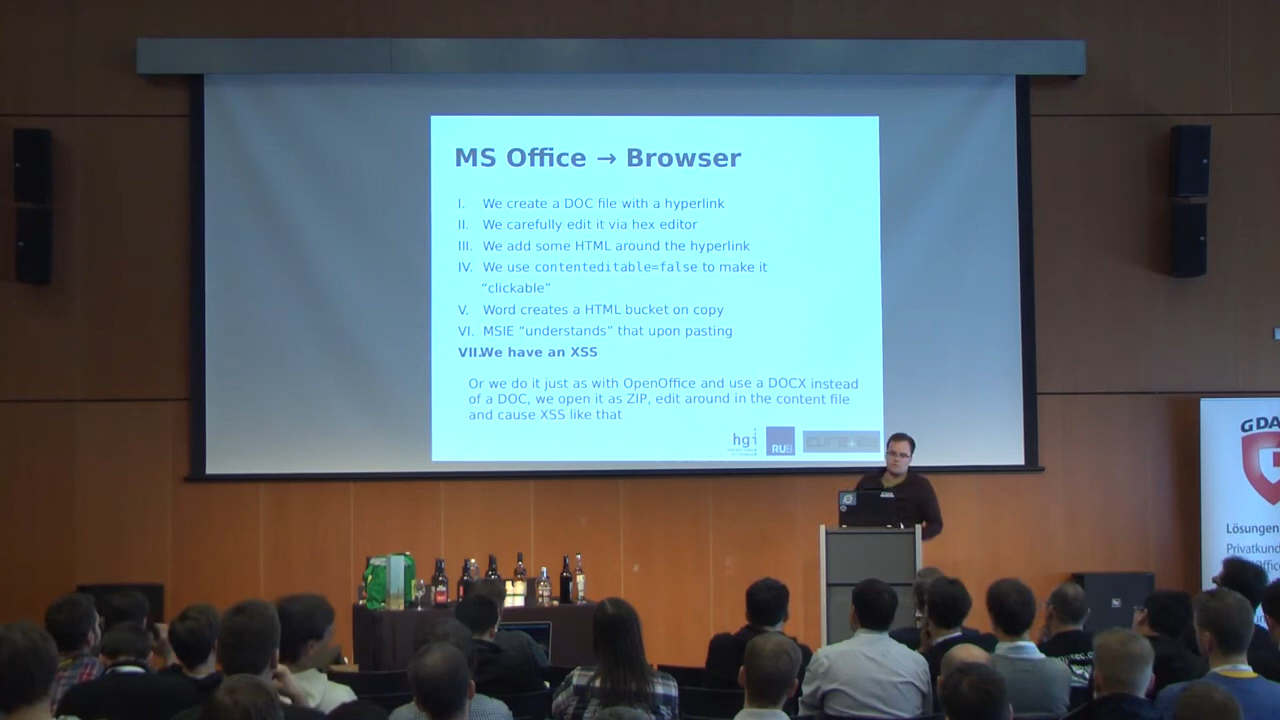 MS Office → Browser
I. We create a DOC file with a hyperlink
II. We carefully edit it via hex editor
III. We add some HTML around the hyperlink
IV. We use contenteditable=false to make it
“clickable”
V. Word creates a HTML bucket on copy
VI. MSIE “understands” that upon pasting
VII. We have an XSS
Or we do it just as with OpenOffice and use a DOCX instead
of a DOC, we open it as ZIP, edit around in the content file
and cause XSS like that
hgi
RUB
G DA
Lösungen
Privatkund